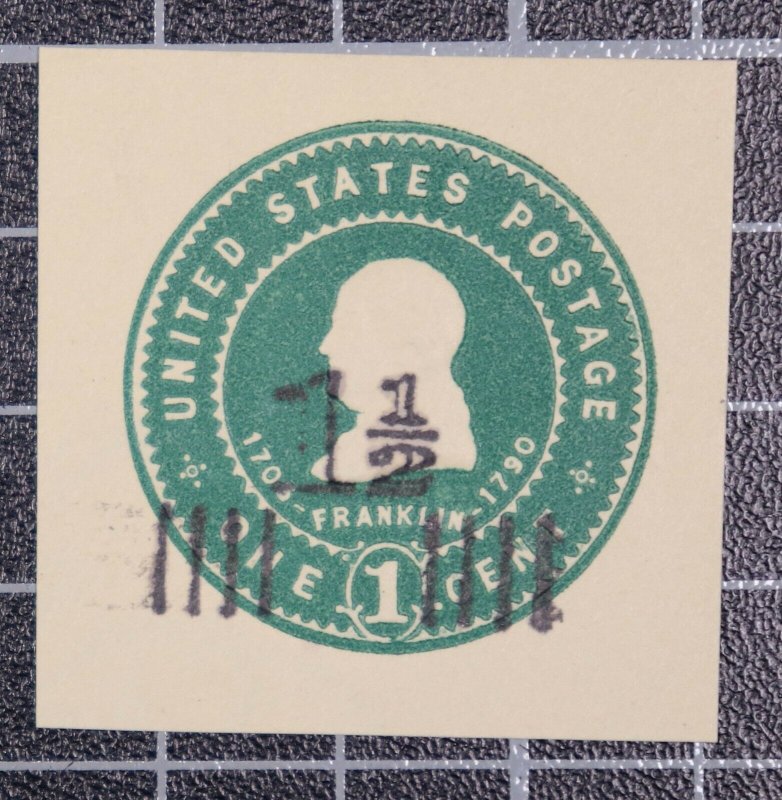 UNITED STATES POSTAGE
1 1/2
1706-FRANKLIN-1790
ONE 1 CENT